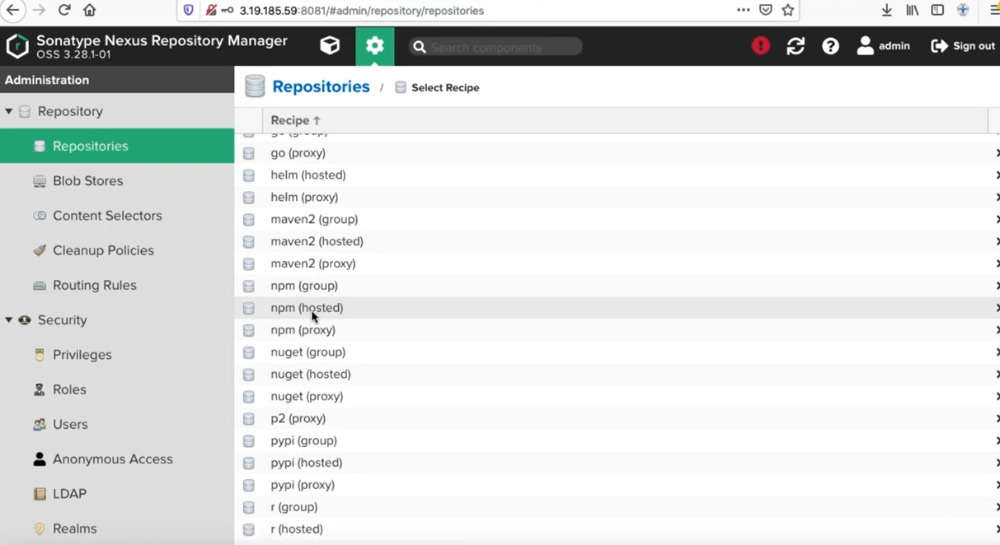 3.19.185.59:8081/#admin/repository/repositories
Sonatype Nexus Repository Manager
OSS 3.28.1-01
Search components
admin
Sign out
Administration
Repository
Repositories
Blob Stores
Content Selectors
Cleanup Policies
Routing Rules
Security
Privileges
Roles
Users
Anonymous Access
LDAP
Realms
Repositories / Select Recipe
Recipe
go (group)
go (proxy)
helm (hosted)
helm (proxy)
maven2 (group)
maven2 (hosted)
maven2 (proxy)
npm (group)
npm (hosted)
npm (proxy)
nuget (group)
nuget (hosted)
nuget (proxy)
p2 (proxy)
pypi (group)
pypi (hosted)
pypi (proxy)
r (group)
r (hosted)